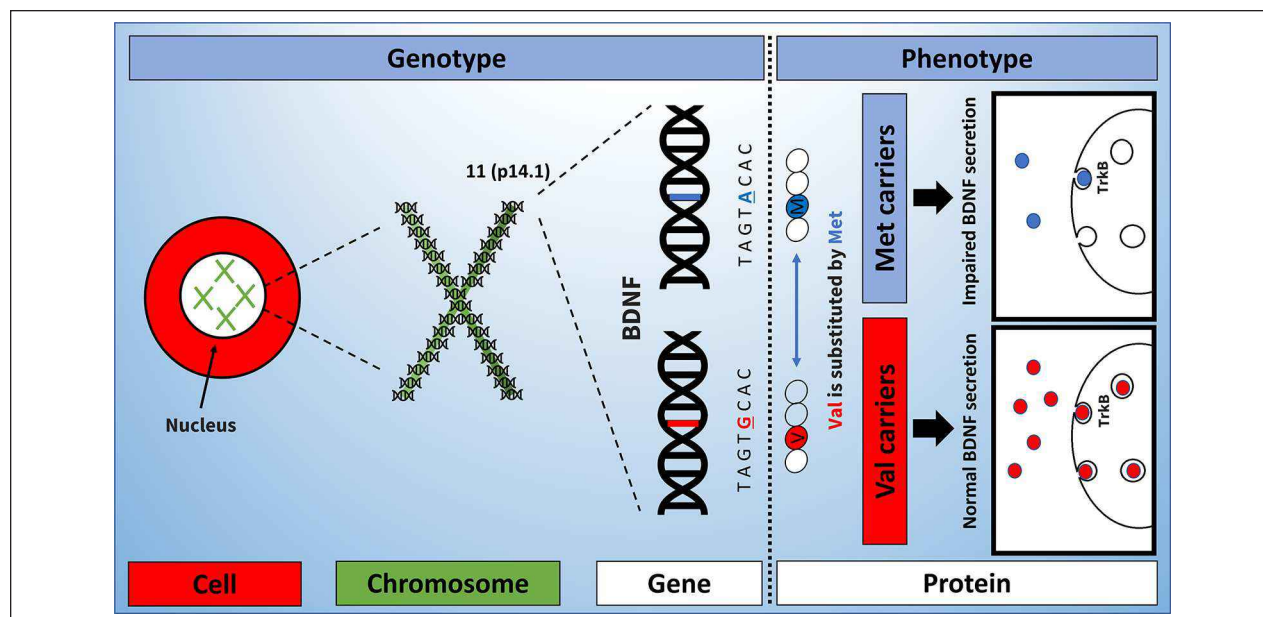 Genotype
Phenotype
11 (p14.1)
Nucleus
BDNF
TAGTACAC
TAGTGCAC
M
V
Val is substituted by Met
Met carriers
Val carriers
Impaired BDNF secretion
TrkB
Normal BDNF secretion
TrkB
Cell
Chromosome
Gene
Protein